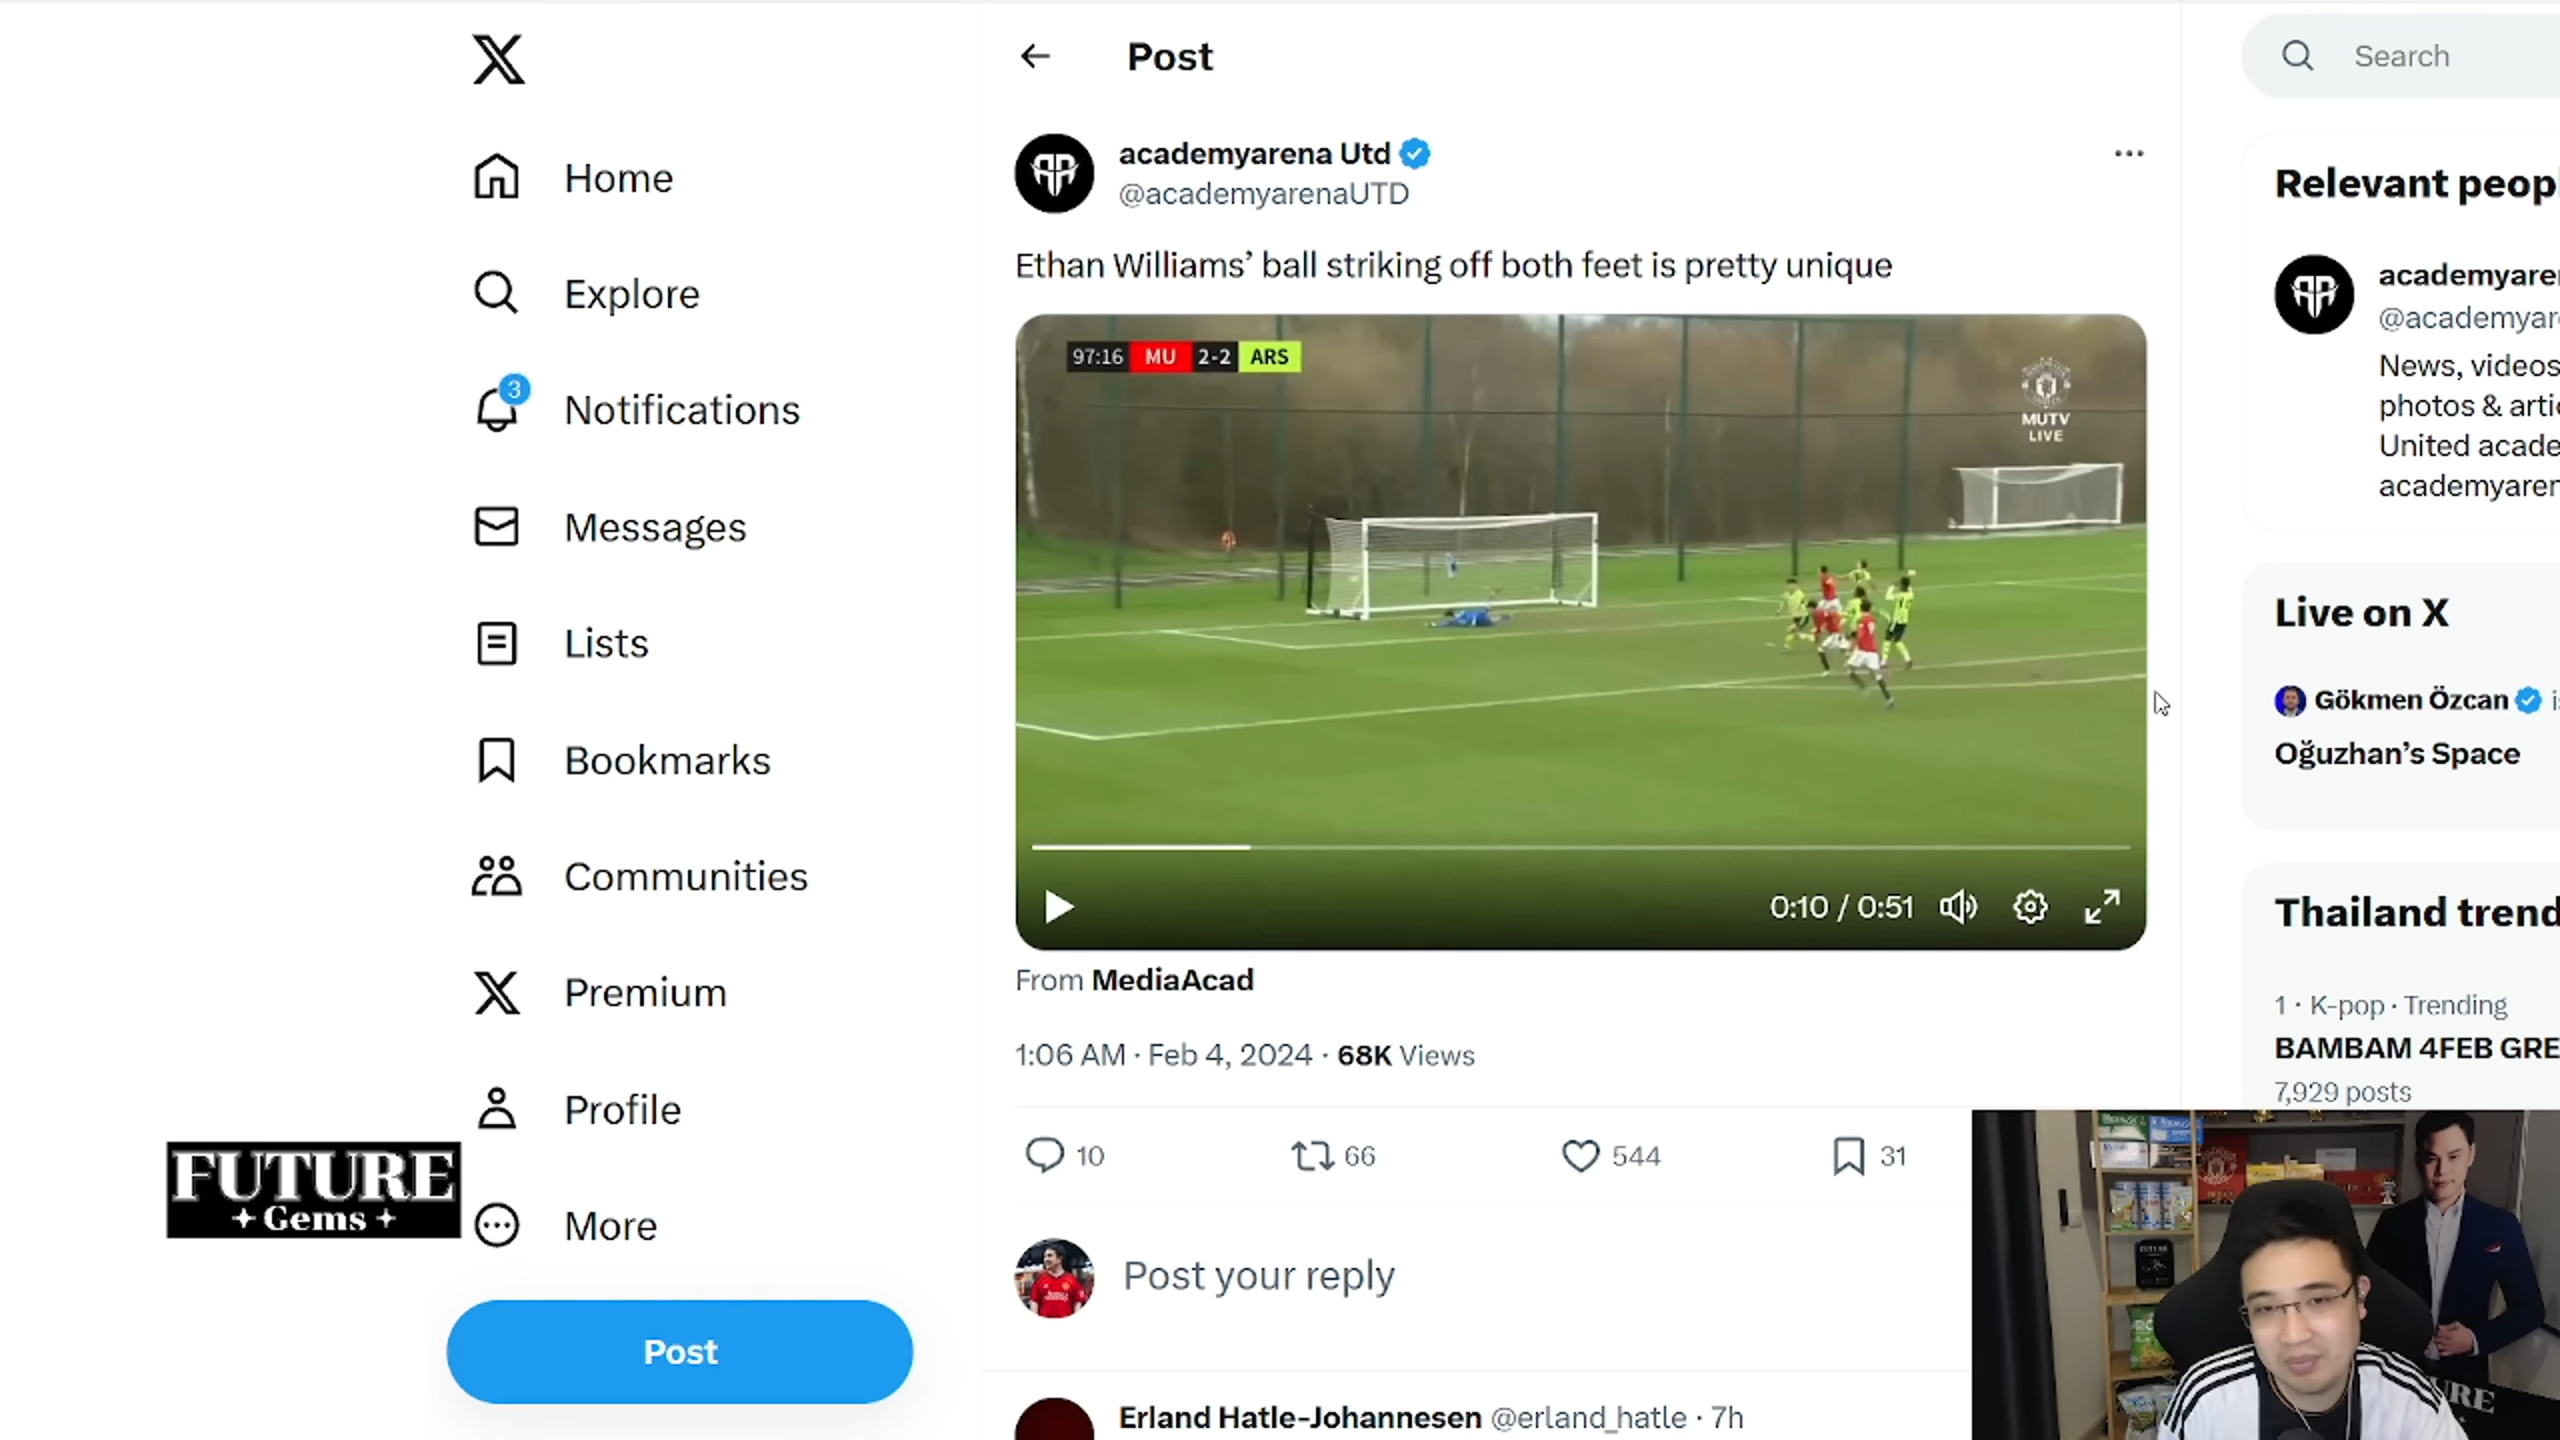 Home
Explore
3
Notifications
Messages
Lists
Bookmarks
Communities
Premium
Profile
More
Post
FUTURE
Gems
Post
academyarena Utd
@academyarenaUTD
Ethan Williams’ ball striking off both feet is pretty unique
97:16 MU 2-2 ARS
MUTV
LIVE
0:10 / 0:51
From MediaAcad
1:06 AM · Feb 4, 2024 · 68K Views
10 66 544 31
Post your reply
Erland Hatle-Johannesen @erland_hatle · 7h
Search
Relevant peopl
academyare
@academyar
News, videos
photos & arti
United acade
academyaren
Live on X
Gökmen Özcan i
Oğuzhan’s Space
Thailand trend
1 · K-pop · Trending
BAMBAM 4FEB GRE
7,929 posts